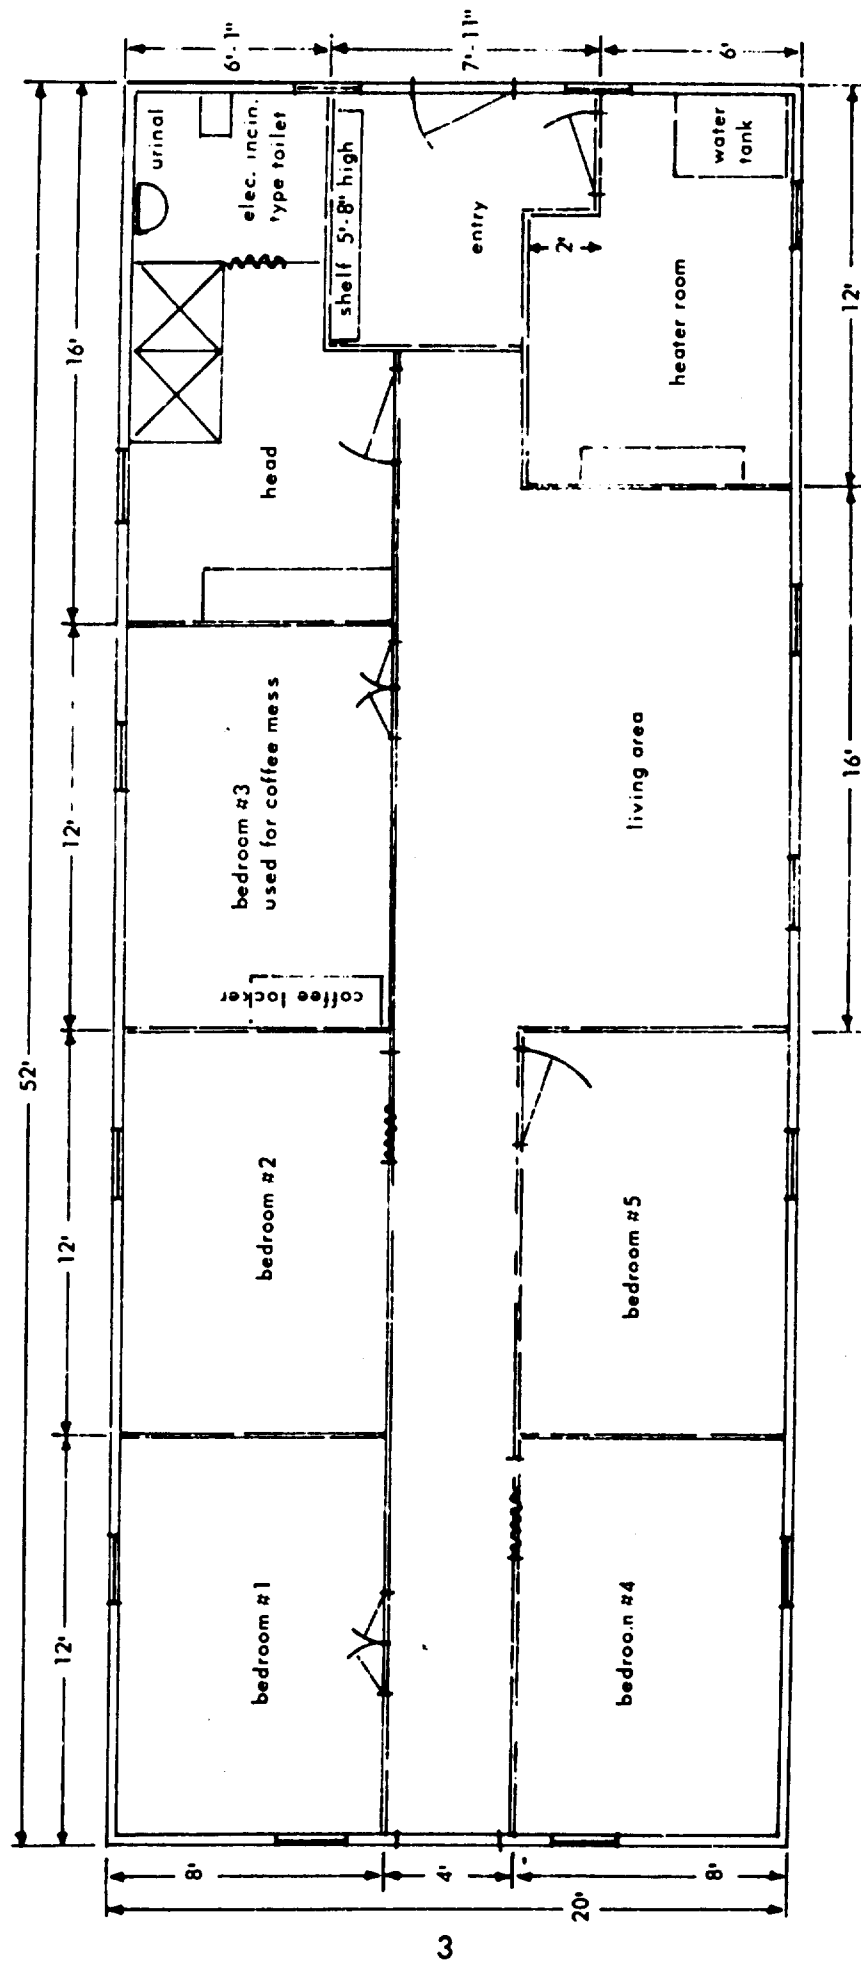 52'
12'
12'
12'
16'
8'
4'
8'
20'
6'-1"
7'-11"
6'
12'
16'
bedroom #1
bedroom #2
bedroom #3
used for coffee mess
coffee locker
head
urinal
elec. incin.
type toilet
shelf 5'-8" high
entry
2'
heater room
water
tank
living area
bedroom #5
bedroo.n #4
3